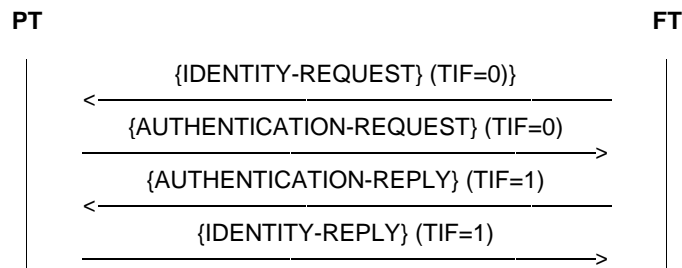 PT FT
{IDENTITY-REQUEST} (TIF=0)}
{AUTHENTICATION-REQUEST} (TIF=0)
{AUTHENTICATION-REPLY} (TIF=1)
{IDENTITY-REPLY} (TIF=1)